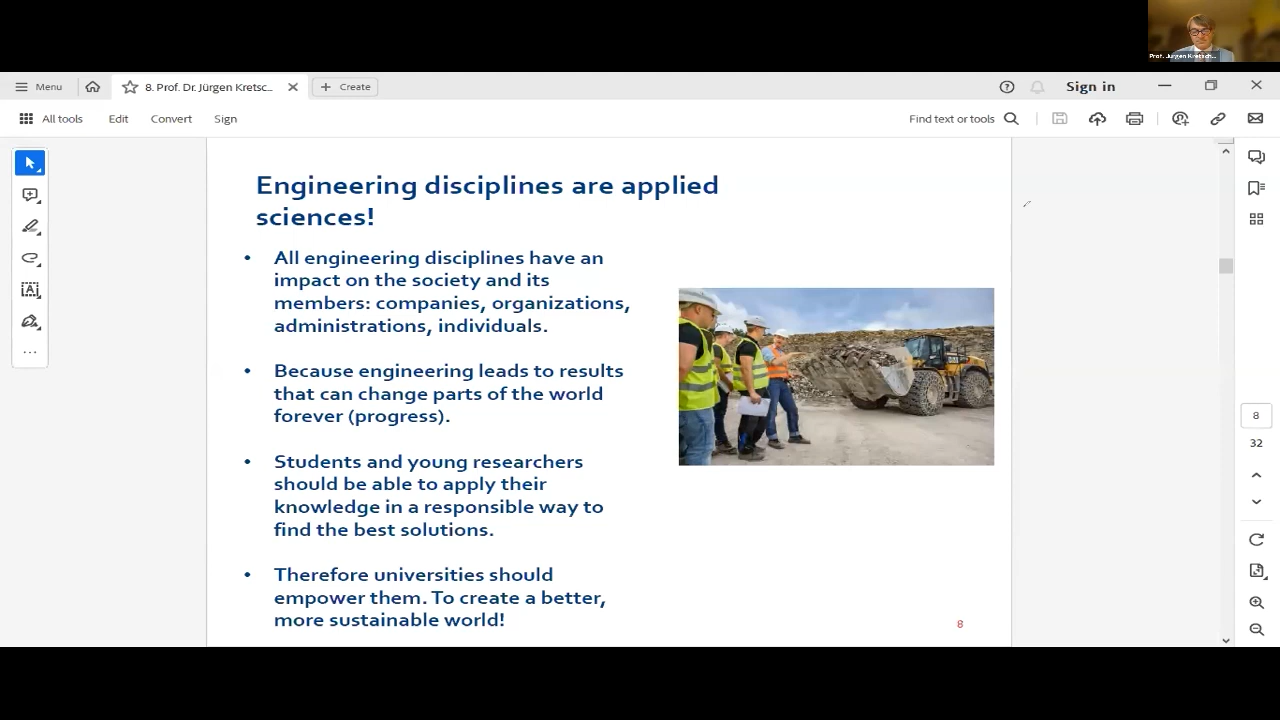 Prof. Jürgen Kretsch...
Menu
8. Prof. Dr. Jürgen Kretsc...
Create
Sign in
All tools
Edit
Convert
Sign
Find text or tools
Engineering disciplines are applied
sciences!
• All engineering disciplines have an
impact on the society and its
members: companies, organizations,
administrations, individuals.
• Because engineering leads to results
that can change parts of the world
forever (progress).
• Students and young researchers
should be able to apply their
knowledge in a responsible way to
find the best solutions.
• Therefore universities should
empower them. To create a better,
more sustainable world!
8
8
32